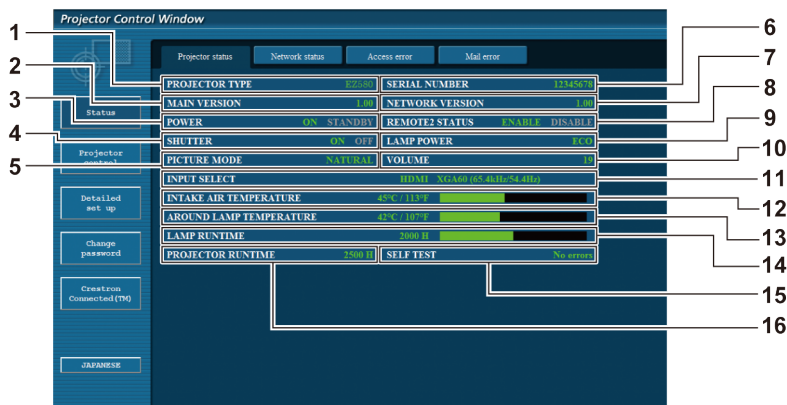 Projector Control Window
Projector status Network status Access error Mail error
1
2
3
4
5
6
7
8
9
10
11
12
13
14
15
16
Status
Projector
control
Detailed
set up
Change
password
Crestron
Connected(TM)
JAPANESE
PROJECTOR TYPE EZ580 SERIAL NUMBER 12345678
MAIN VERSION 1.00 NETWORK VERSION 1.00
POWER ON STANDBY REMOTE2 STATUS ENABLE DISABLE
SHUTTER ON OFF LAMP POWER ECO
PICTURE MODE NATURAL VOLUME 19
INPUT SELECT HDMI XGA60 (65.4kHz/54.4Hz)
INTAKE AIR TEMPERATURE 45°C / 113°F
AROUND LAMP TEMPERATURE 42°C / 107°F
LAMP RUNTIME 2000 H
PROJECTOR RUNTIME 2500 H SELF TEST No errors